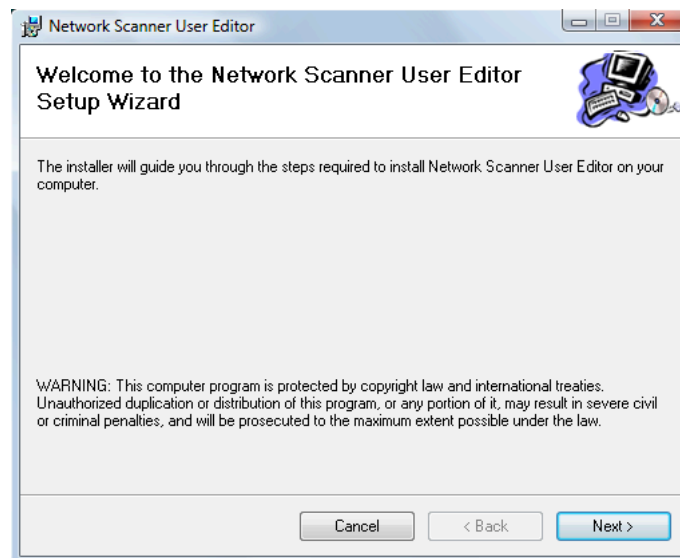 Network Scanner User Editor
Welcome to the Network Scanner User Editor
Setup Wizard
The installer will guide you through the steps required to install Network Scanner User Editor on your
computer.
WARNING: This computer program is protected by copyright law and international treaties.
Unauthorized duplication or distribution of this program, or any portion of it, may result in severe civil
or criminal penalties, and will be prosecuted to the maximum extent possible under the law.
Cancel < Back Next >